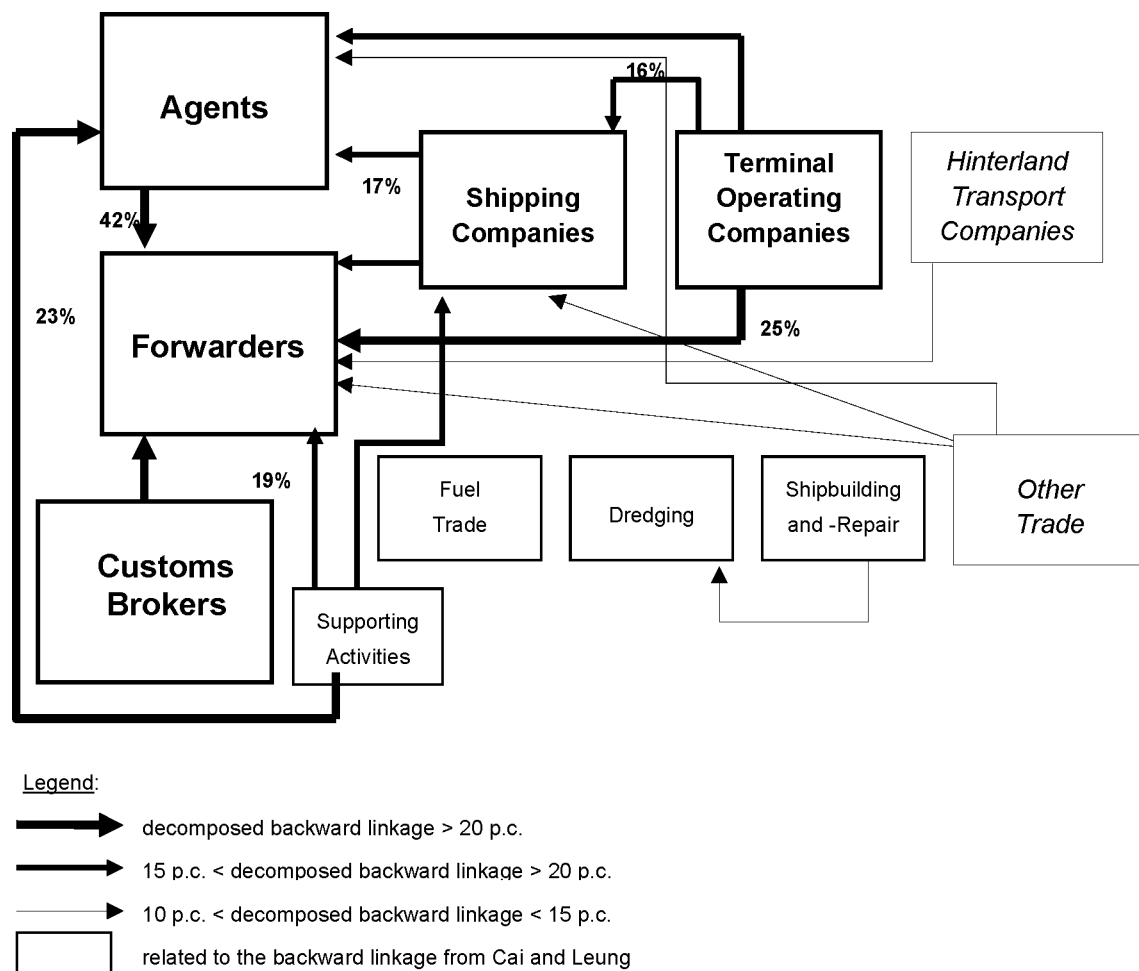 16%
Agents
Terminal
Operating
Companies
Hinterland
Transport
Companies
17%
Shipping
Companies
42%
23%
25%
Forwarders
19%
Fuel
Trade
Dredging
Shipbuilding
and -Repair
Other
Trade
Customs
Brokers
Supporting
Activities
Legend:
decomposed backward linkage > 20 p.c.
15 p.c. < decomposed backward linkage > 20 p.c.
10 p.c. < decomposed backward linkage < 15 p.c.
related to the backward linkage from Cai and Leung